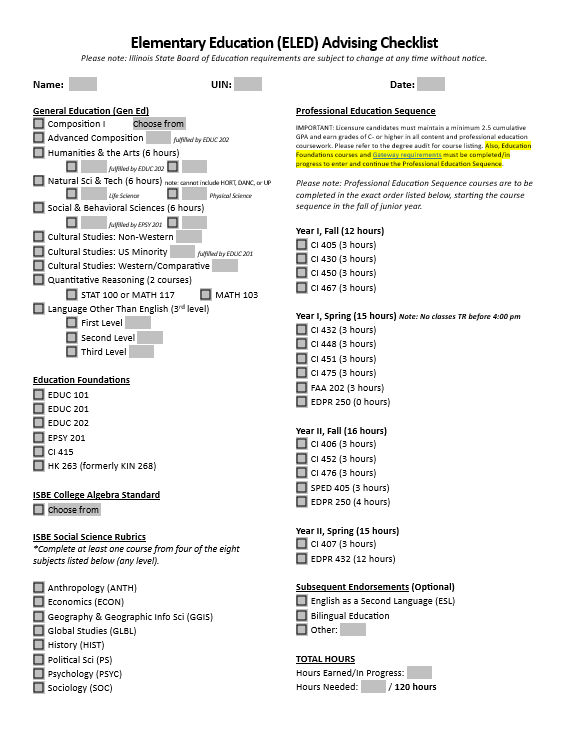 Elementary Education (ELED) Advising Checklist
Please note: Illinois State Board of Education requirements are subject to change at any time without notice.
Name: UIN: Date:
General Education (Gen Ed)
Composition I Choose from
Advanced Composition fulfilled by EDUC 202
Humanities & the Arts (6 hours)
fulfilled by EDUC 202
Natural Sci & Tech (6 hours) note: cannot include HORT, DANC, or UP
Life Science Physical Science
Social & Behavioral Sciences (6 hours)
fulfilled by EPSY 201
Cultural Studies: Non-Western
Cultural Studies: US Minority fulfilled by EDUC 201
Cultural Studies: Western/Comparative
Quantitative Reasoning (2 courses)
STAT 100 or MATH 117 MATH 103
Language Other Than English (3rd level)
First Level
Second Level
Third Level
Education Foundations
EDUC 101
EDUC 201
EDUC 202
EPSY 201
CI 415
HK 263 (formerly KIN 268)
ISBE College Algebra Standard
Choose from
ISBE Social Science Rubrics
*Complete at least one course from four of the eight
subjects listed below (any level).
Anthropology (ANTH)
Economics (ECON)
Geography & Geographic Info Sci (GGIS)
Global Studies (GLBL)
History (HIST)
Political Sci (PS)
Psychology (PSYC)
Sociology (SOC)
Professional Education Sequence
IMPORTANT: Licensure candidates must maintain a minimum 2.5 cumulative
GPA and earn grades of C- or higher in all content and professional education
coursework. Please refer to the degree audit for course listing. Also, Education
Foundations courses and Gateway requirements must be completed/in
progress to enter and continue the Professional Education Sequence.
Please note: Professional Education Sequence courses are to be
completed in the exact order listed below, starting the course
sequence in the fall of junior year.
Year I, Fall (12 hours)
CI 405 (3 hours)
CI 430 (3 hours)
CI 450 (3 hours)
CI 467 (3 hours)
Year I, Spring (15 hours) Note: No classes TR before 4:00 pm
CI 432 (3 hours)
CI 448 (3 hours)
CI 451 (3 hours)
CI 475 (3 hours)
FAA 202 (3 hours)
EDPR 250 (0 hours)
Year II, Fall (16 hours)
CI 406 (3 hours)
CI 452 (3 hours)
CI 476 (3 hours)
SPED 405 (3 hours)
EDPR 250 (4 hours)
Year II, Spring (15 hours)
CI 407 (3 hours)
EDPR 432 (12 hours)
Subsequent Endorsements (Optional)
English as a Second Language (ESL)
Bilingual Education
Other:
TOTAL HOURS
Hours Earned/In Progress:
Hours Needed: / 120 hours